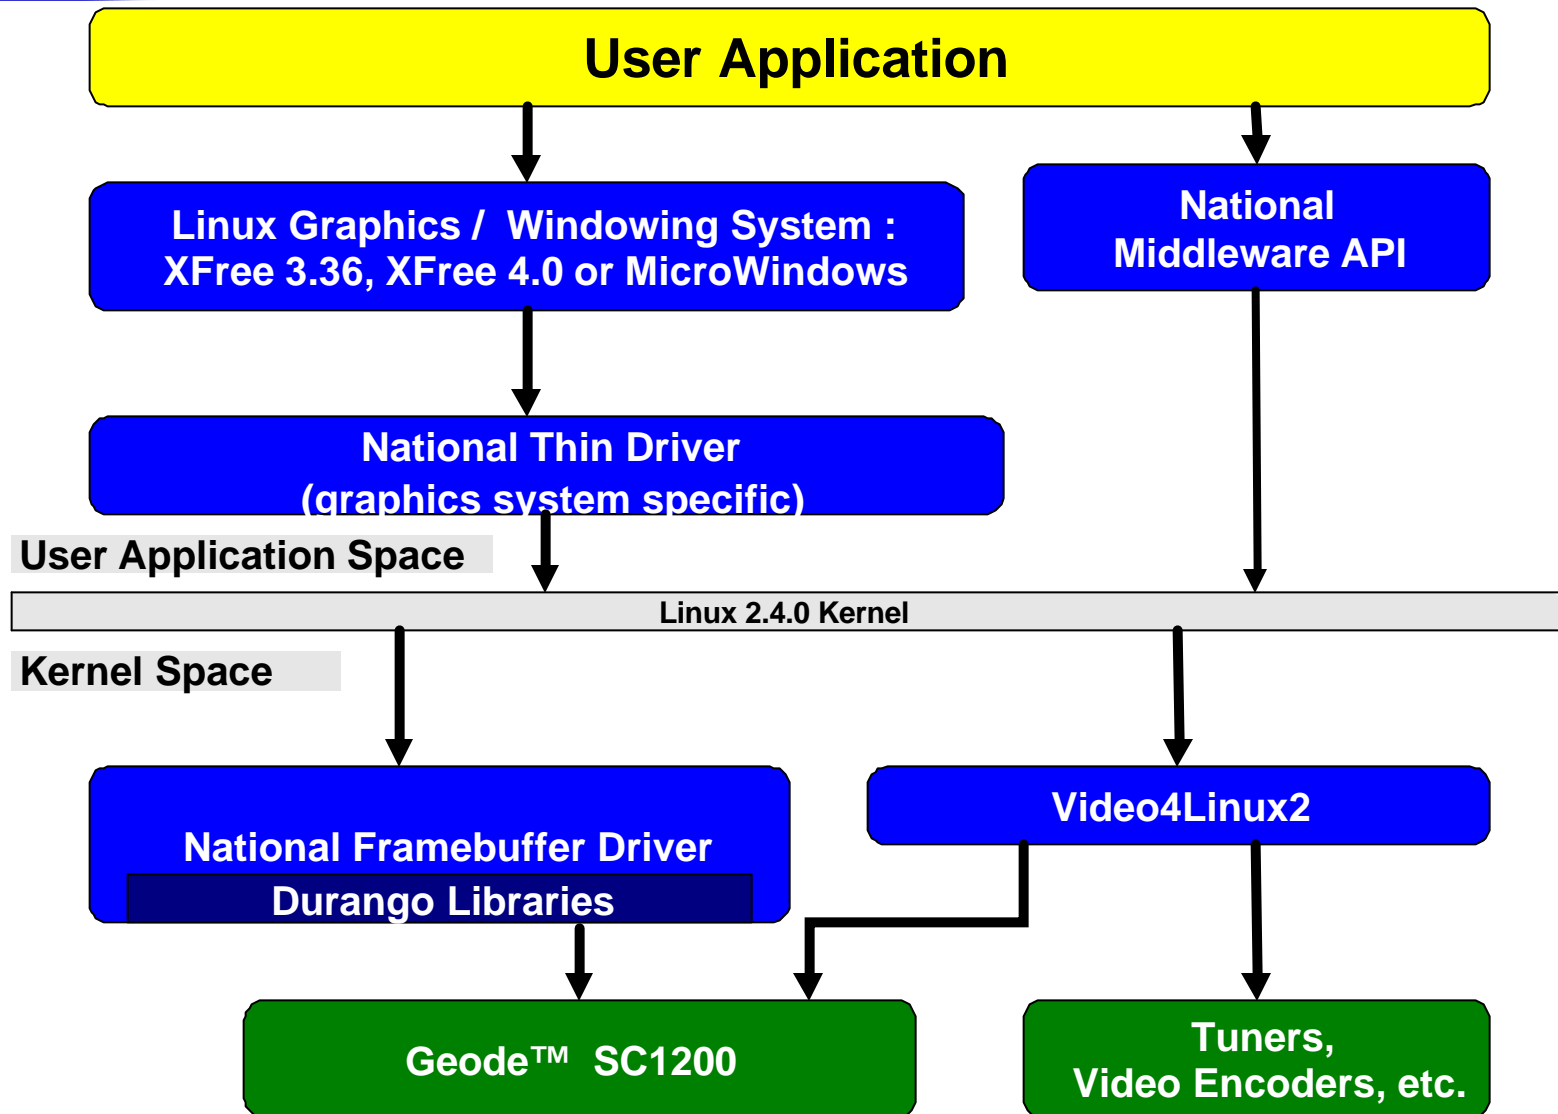 User Application
Linux Graphics / Windowing System :
XFree 3.36, XFree 4.0 or MicroWindows
National
Middleware API
National Thin Driver
(graphics system specific)
User Application Space
Linux 2.4.0 Kernel
Kernel Space
National Framebuffer Driver
Durango Libraries
Video4Linux2
Geode™ SC1200
Tuners,
Video Encoders, etc.